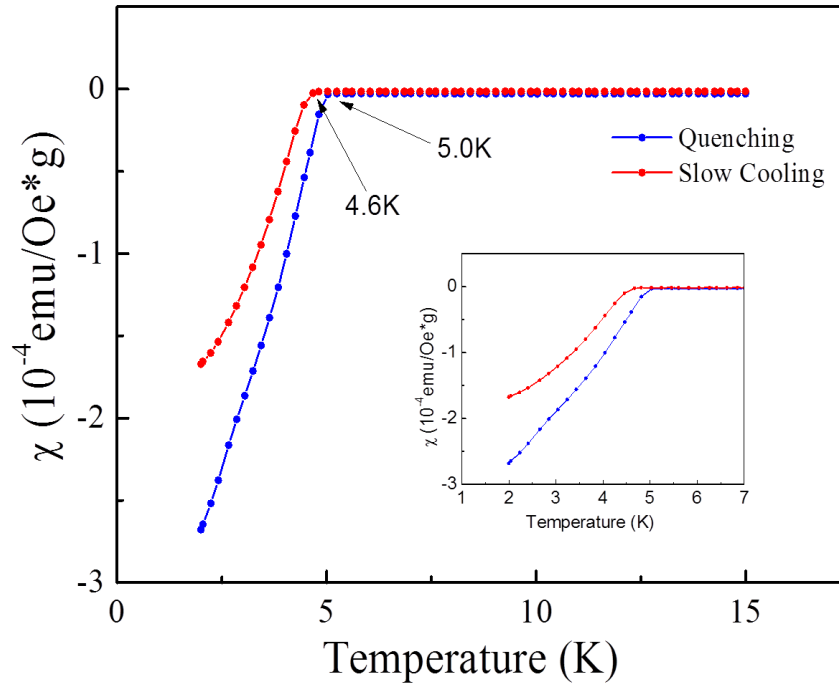 0
-1
-2
-3
0
5
10
15
χ (10⁻⁴emu/Oe*g)
Temperature (K)
5.0K
4.6K
Quenching
Slow Cooling
0
-1
-2
-3
1
2
3
4
5
6
7
χ (10⁻⁴emu/Oe*g)
Temperature (K)